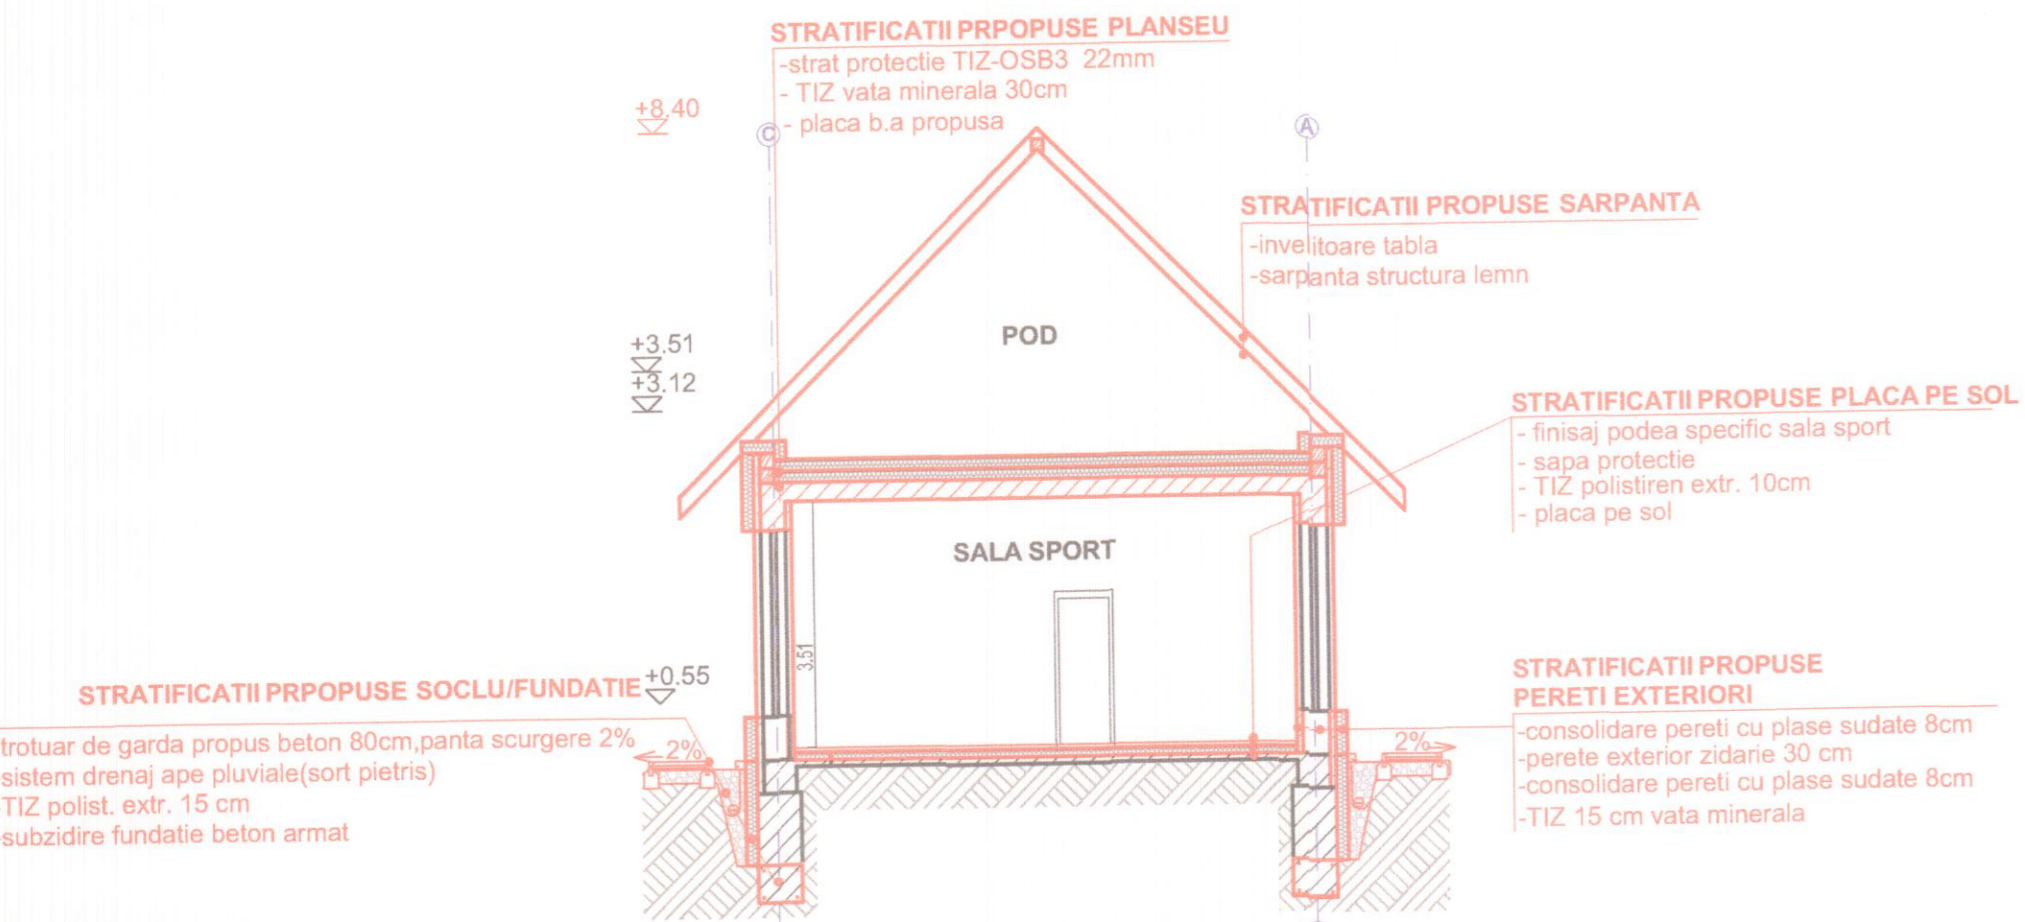 STRATIFICATII PRPOPUSE PLANSEU
-strat protectie TIZ-OSB3 22mm
- TIZ vata minerala 30cm
- placa b.a propusa
+8.40
C
A
STRATIFICATII PROPUSE SARPANTA
-invelitoare tabla
-sarpanta structura lemn
POD
+3.51
+3.12
STRATIFICATII PROPUSE PLACA PE SOL
- finisaj podea specific sala sport
- sapa protectie
- TIZ polistiren extr. 10cm
- placa pe sol
SALA SPORT
3.51
+0.55
STRATIFICATII PRPOPUSE SOCLU/FUNDATIE
trotuar de garda propus beton 80cm,panta scurgere 2%
sistem drenaj ape pluviale(sort pietris)
-TIZ polist. extr. 15 cm
-subzidire fundatie beton armat
2%
2%
STRATIFICATII PROPUSE
PERETI EXTERIORI
-consolidare pereti cu plase sudate 8cm
-perete exterior zidarie 30 cm
-consolidare pereti cu plase sudate 8cm
-TIZ 15 cm vata minerala